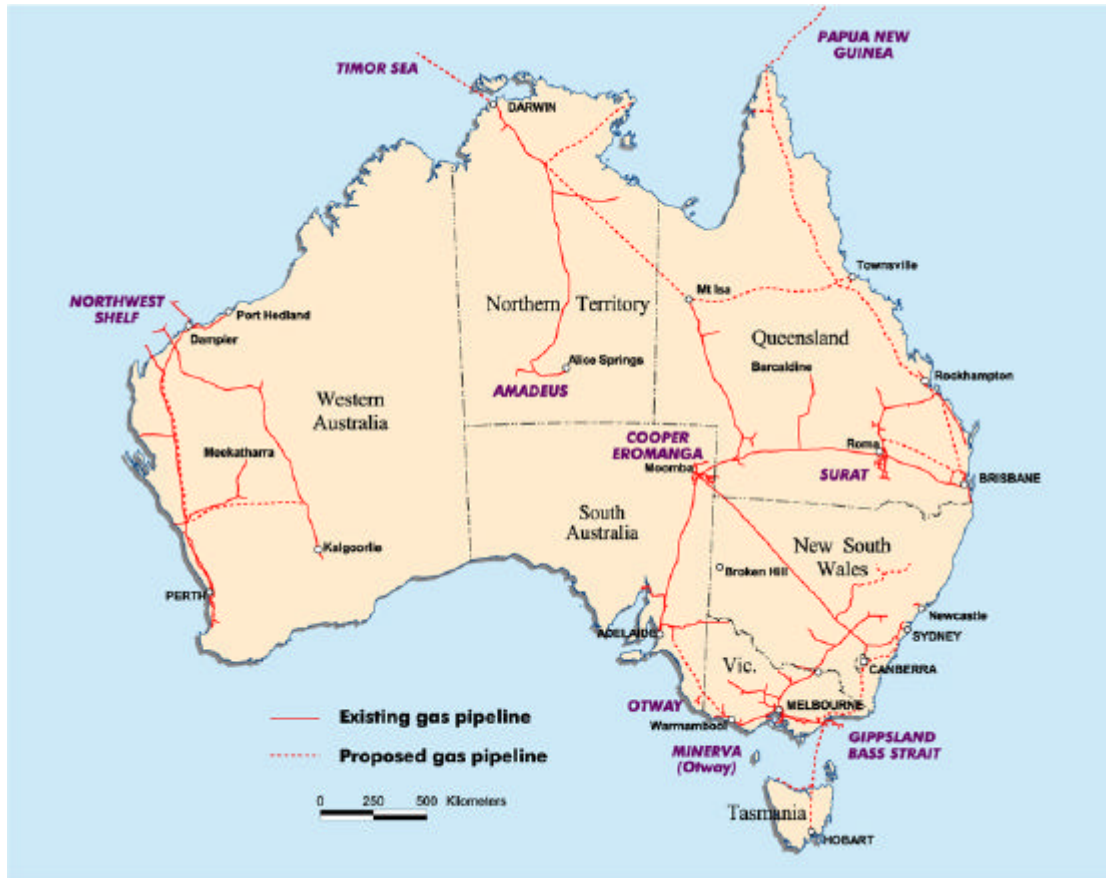 PAPUA NEW
GUINEA
TIMOR SEA
DARWIN
Townsville
Mt Isa
NORTHWEST
SHELF
Port Hedland
Dampier
Northern Territory
Queensland
Barcaldine
Rockhampton
Alice Springs
AMADEUS
Western
Australia
COOPER
EROMANGA
Moomba
Roma
SURAT
BRISBANE
Meekatharra
South
Australia
New South
Wales
Kalgoorlie
Broken Hill
PERTH
Newcastle
SYDNEY
ADELAIDE
CANBERRA
Vic.
OTWAY
MELBOURNE
Warrnambool
GIPPSLAND
BASS STRAIT
MINERVA
(Otway)
Existing gas pipeline
Proposed gas pipeline
0 250 500 Kilometers
Tasmania
HOBART